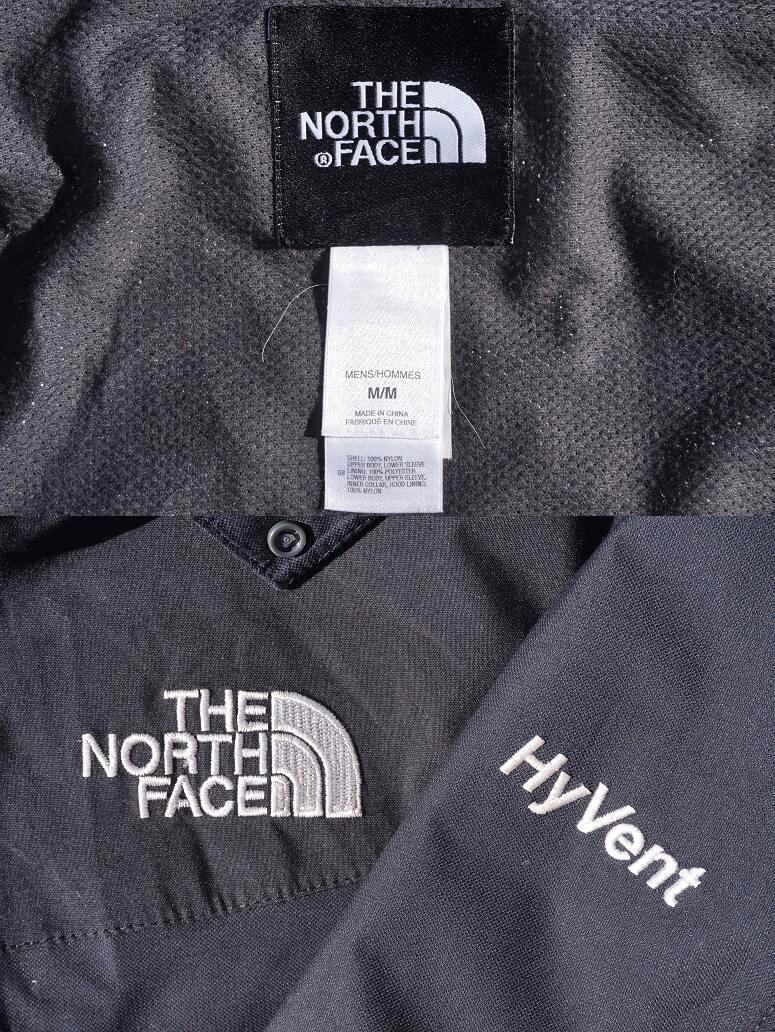 THE
NORTH
® FACE
MENS/HOMMES
M/M
MADE IN CHINA
FABRIQUE EN CHINE
SHELL: 100% NYLON
UPPER BODY, LOWER SLEEVE
GB LINING: 100% POLYESTER
LOWER BODY, UPPER SLEEVE,
INNER COLLAR, HOOD LINING:
100% NYLON
THE
NORTH
FACE
HyVent